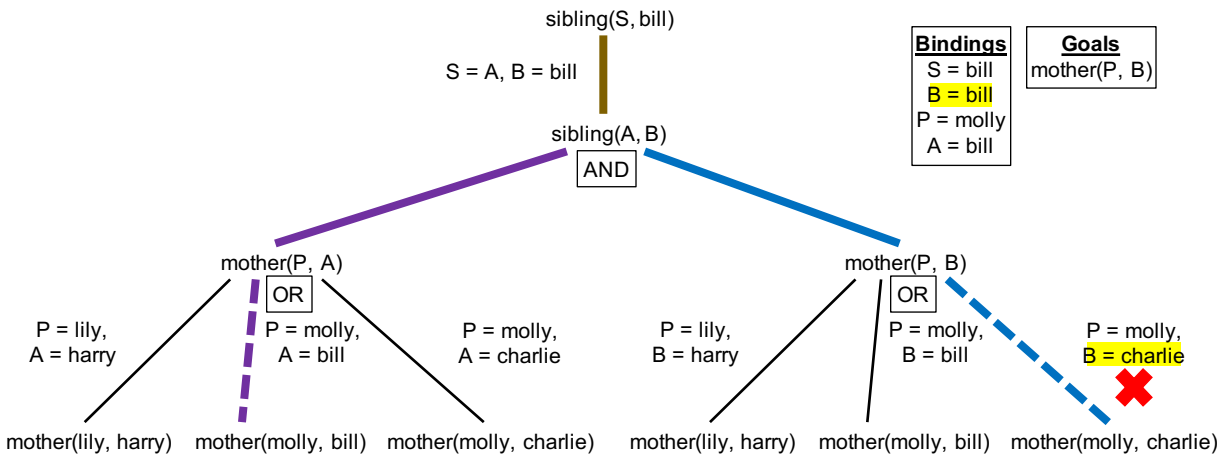 sibling(S, bill)
S = A, B = bill
sibling(A, B)
AND
Bindings
S = bill
B = bill
P = molly
A = bill
Goals
mother(P, B)
mother(P, A)
OR
P = lily,
A = harry
P = molly,
A = bill
P = molly,
A = charlie
mother(lily, harry)
mother(molly, bill)
mother(molly, charlie)
mother(P, B)
OR
P = lily,
B = harry
P = molly,
B = bill
P = molly,
B = charlie
mother(lily, harry)
mother(molly, bill)
mother(molly, charlie)